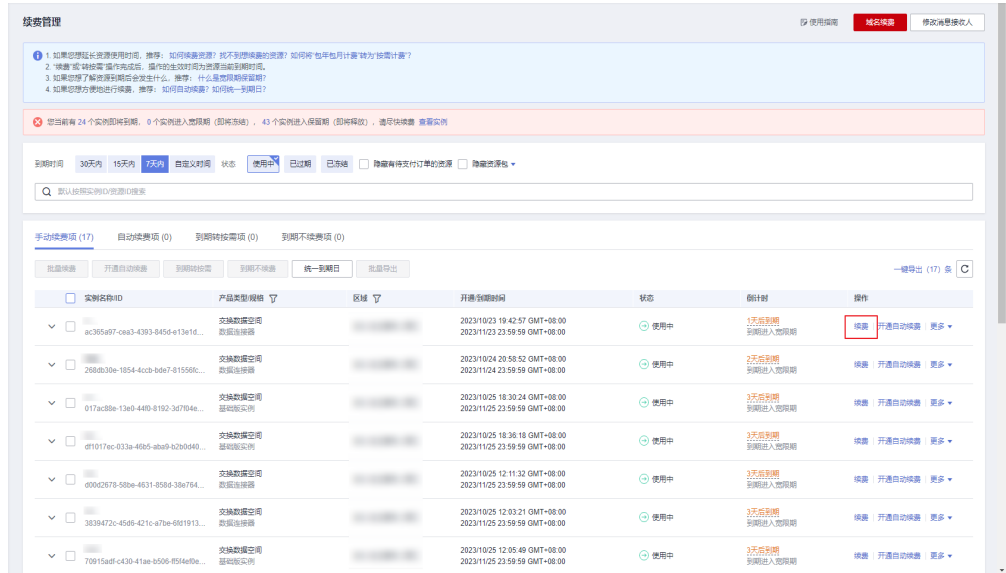 续费管理
使用指南 域名续费 修改消息接收人
1. 如果您想延长资源使用时间，推荐： 如何续费资源? 找不到想续费的资源? 如何将"包年包月计费"转为"按需计费"?
2. "续费"或"转按需"操作完成后，操作的生效时间为资源当前到期时间。
3. 如果您想了解资源到期后会发生什么，推荐： 什么是宽限期保留期?
4. 如果您想方便地进行续费，推荐： 如何自动续费? 如何统一到期日?
您当前有 24 个实例即将到期， 0 个实例进入宽限期（即将冻结）， 43 个实例进入保留期（即将释放），请尽快续费 查看实例
到期时间 30天内 15天内 7天内 自定义时间 状态 使用中 已过期 已冻结 隐藏有待支付订单的资源 隐藏资源包
默认按照实例ID/资源ID搜索
手动续费项 (17) 自动续费项 (0) 到期转按需项 (0) 到期不续费项 (0)
批量续费 开通自动续费 到期转按需 到期不续费 统一到期日 批量导出 一键导出 (17) 条
实例名称/ID 产品类型/规格 区域 开通/到期时间 状态 倒计时 操作
交换数据空间 2023/10/23 19:42:57 GMT+08:00 1天后到期
ac365a97-cea3-4393-845d-e13e1d... 数据连接器 2023/11/23 23:59:59 GMT+08:00 使用中 到期进入宽限期 续费 开通自动续费 更多
交换数据空间 2023/10/24 20:58:52 GMT+08:00 2天后到期
268db30e-1854-4ccb-bde7-81556fc... 数据连接器 2023/11/24 23:59:59 GMT+08:00 使用中 到期进入宽限期 续费 开通自动续费 更多
交换数据空间 2023/10/25 18:30:24 GMT+08:00 3天后到期
017ac88e-13e0-44f0-8192-3d7f04e... 基础版实例 2023/11/25 23:59:59 GMT+08:00 使用中 到期进入宽限期 续费 开通自动续费 更多
交换数据空间 2023/10/25 18:36:18 GMT+08:00 3天后到期
df1017ec-033a-46b5-aba9-b2b0d40... 基础版实例 2023/11/25 23:59:59 GMT+08:00 使用中 到期进入宽限期 续费 开通自动续费 更多
交换数据空间 2023/10/25 12:11:32 GMT+08:00 3天后到期
d00d2678-58be-4631-858d-38e764... 数据连接器 2023/11/25 23:59:59 GMT+08:00 使用中 到期进入宽限期 续费 开通自动续费 更多
交换数据空间 2023/10/25 12:03:21 GMT+08:00 3天后到期
3839472c-45d6-421c-a7be-6fd1913... 数据连接器 2023/11/25 23:59:59 GMT+08:00 使用中 到期进入宽限期 续费 开通自动续费 更多
交换数据空间 2023/10/25 12:05:49 GMT+08:00 3天后到期
70915adf-c430-41ae-b506-ff5f4ef0e... 基础版实例 2023/11/25 23:59:59 GMT+08:00 使用中 到期进入宽限期 续费 开通自动续费 更多